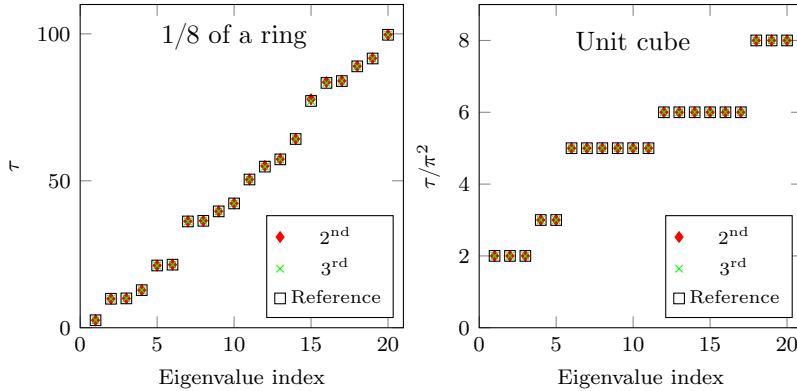 1/8 of a ring
τ
100
50
0
0
5
10
15
20
Eigenvalue index
2nd
3rd
Reference
Unit cube
τ/π²
8
6
4
2
0
0
5
10
15
20
Eigenvalue index
2nd
3rd
Reference